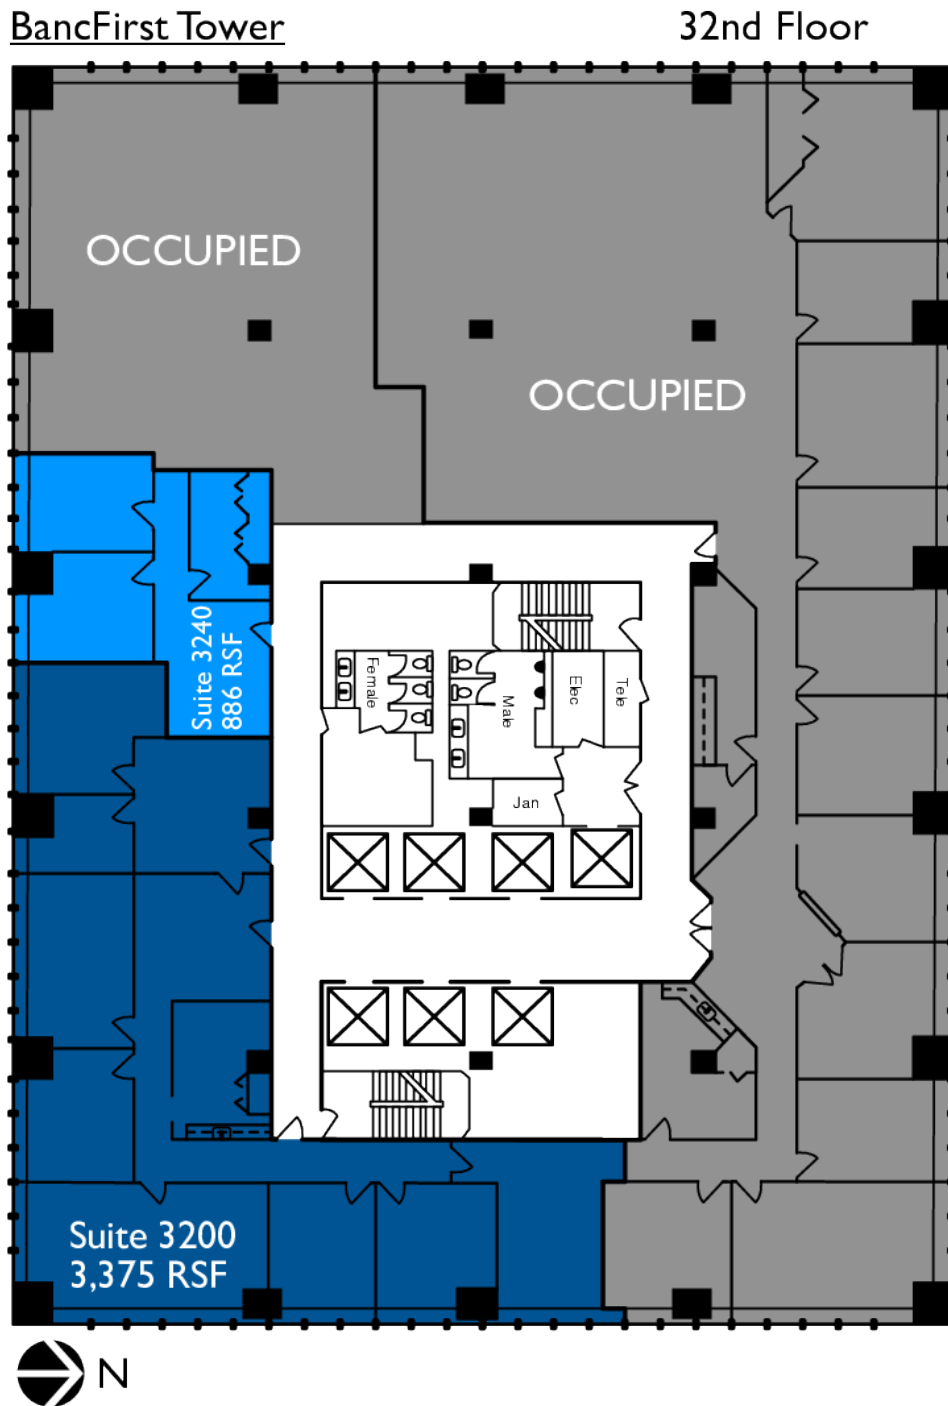 BancFirst Tower
32nd Floor
OCCUPIED
OCCUPIED
Suite 3240
886 RSF
Female
Male
Elec
Tele
Jan
Suite 3200
3,375 RSF
N